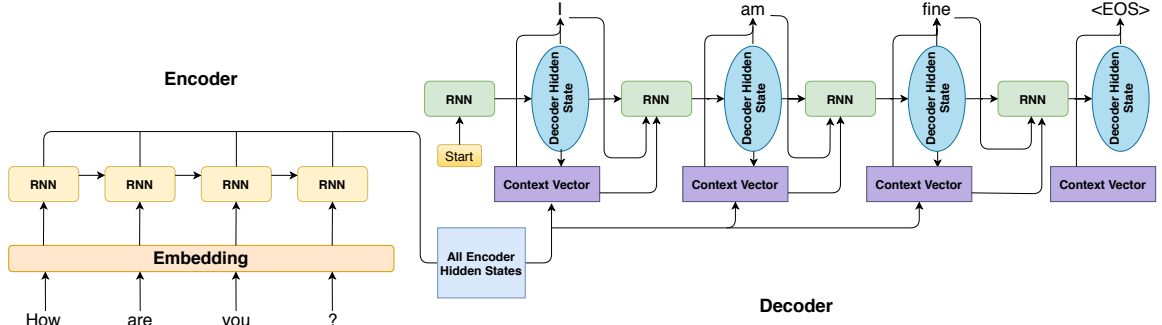 I am fine <EOS>
Encoder
RNN
Decoder Hidden State
RNN
Decoder Hidden State
RNN
Decoder Hidden State
RNN
Decoder Hidden State
Start
RNN RNN RNN RNN
Context Vector Context Vector Context Vector Context Vector
Embedding
All Encoder
Hidden States
How are you ?
Decoder